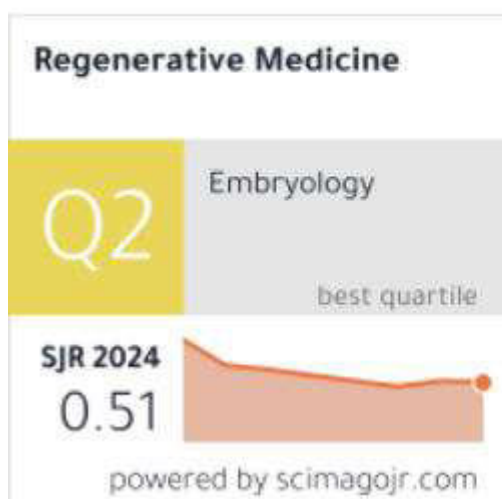 Regenerative Medicine
Q2
Embryology
best quartile
SJR 2024
0.51
powered by scimagojr.com